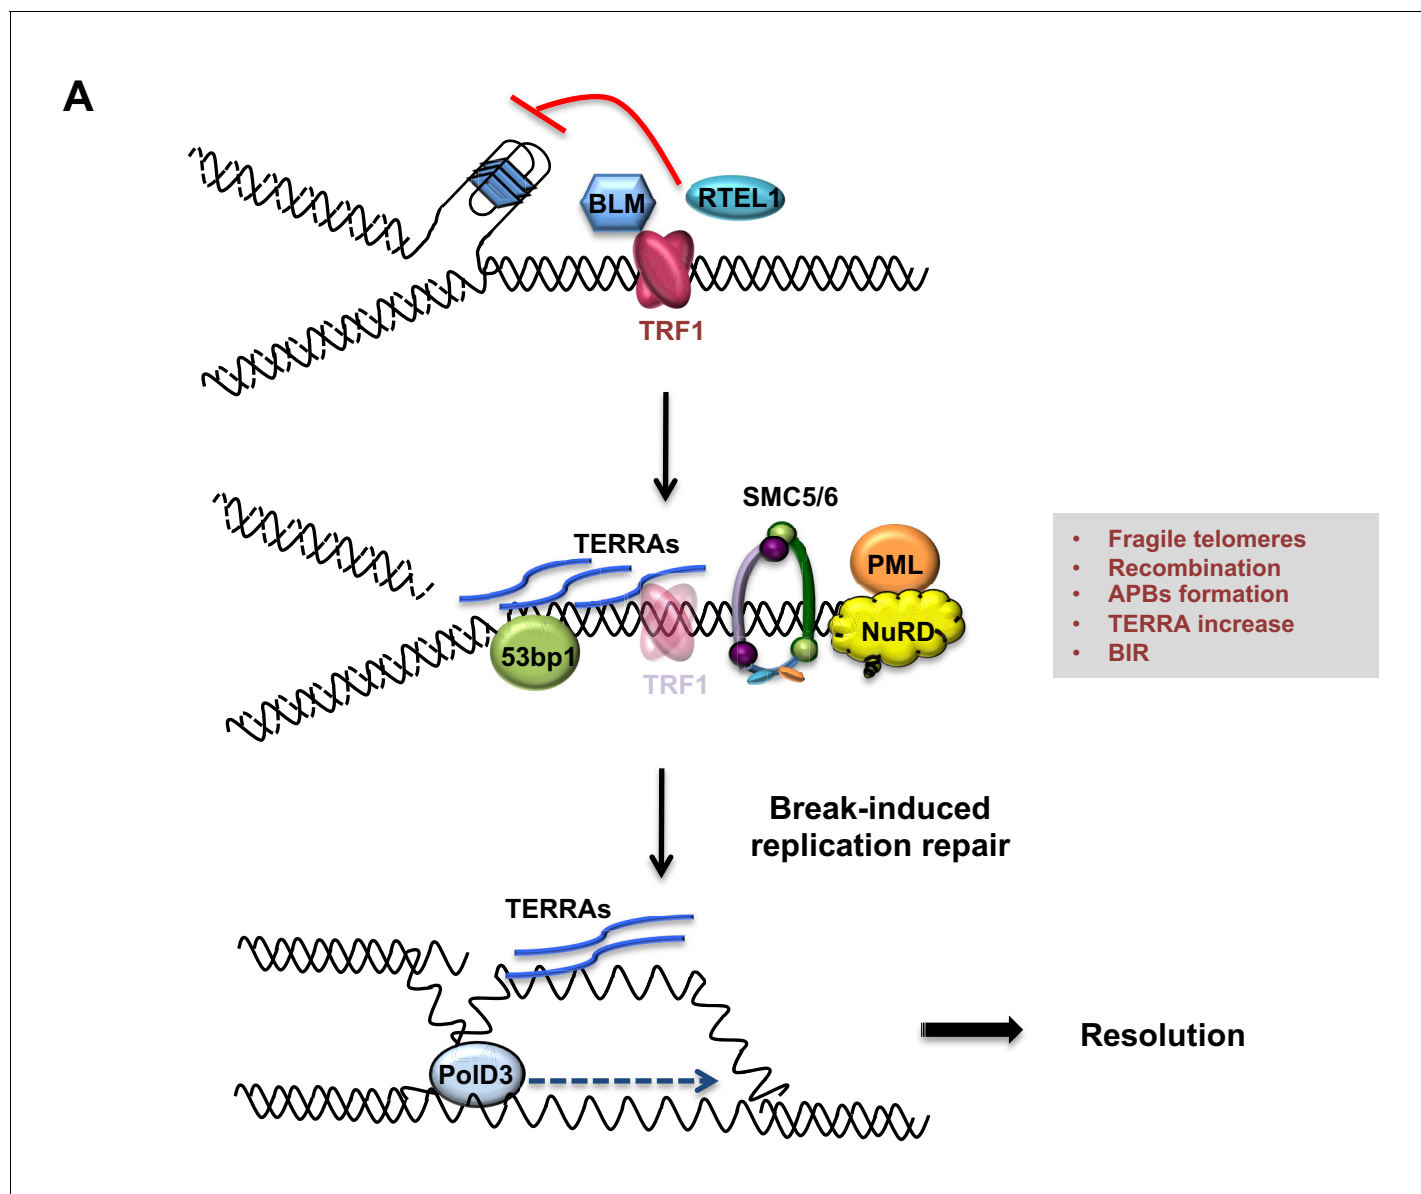 A
BLM
RTEL1
TRF1
SMC5/6
TERRAs
PML
53bp1
TRF1
NuRD
• Fragile telomeres
• Recombination
• APBs formation
• TERRA increase
• BIR
Break-induced
replication repair
TERRAs
PolD3
Resolution